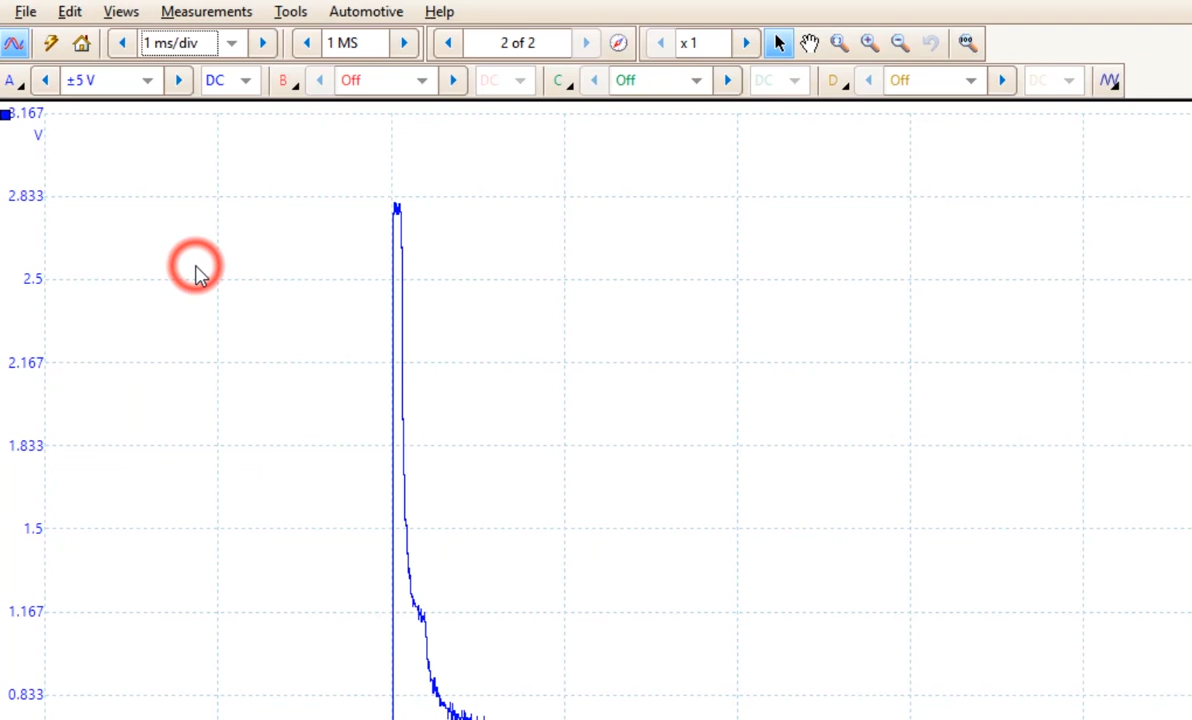 File Edit Views Measurements Tools Automotive Help
1 ms/div 1 MS 2 of 2 x 1
A ±5 V DC B Off DC C Off DC D Off DC
3.167
V
2.833
2.5
2.167
1.833
1.5
1.167
0.833